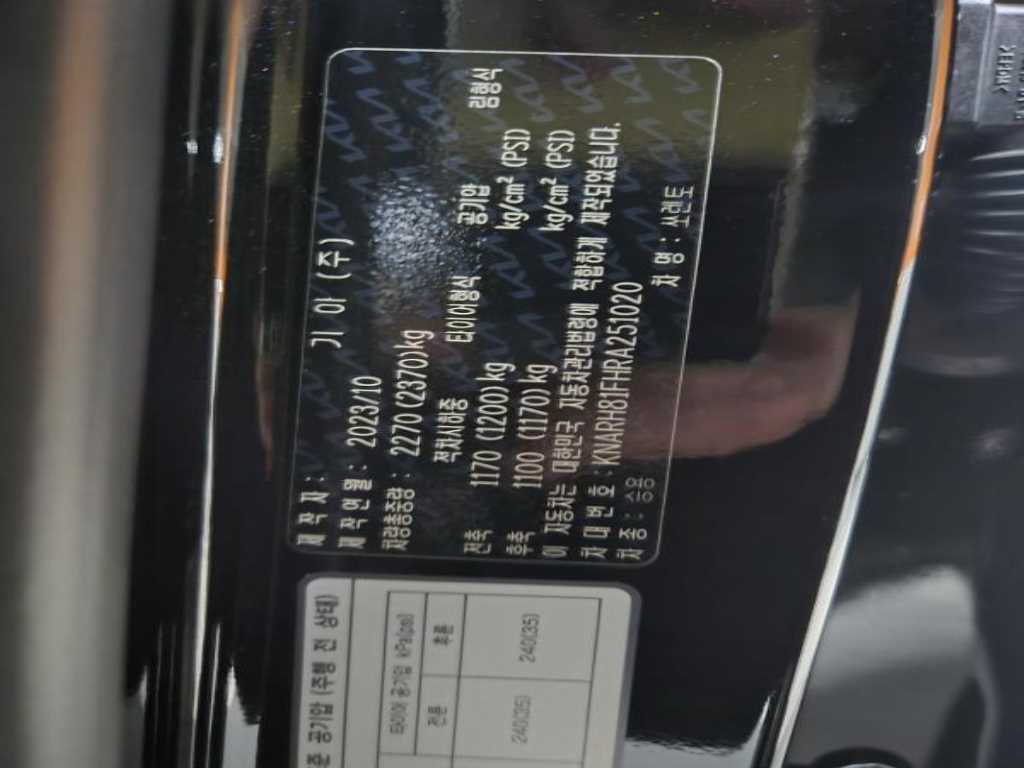 제 작 자 : 기 아 (주)
제 작 연 월 : 2023/10
차량총중량 : 2270 (2370)kg
적차시하중 타이어형식 공기압 림형식
전축 1170 (1200) kg kg/cm² (PSI)
후축 1100 (1170) kg kg/cm² (PSI)
이 자동차는 대한민국 자동차관리법령에 적합하게 제작되었습니다.
차 대 번 호 : KNARH81FHRA251020
차 종 : 승용 차 명 : 쏘렌토
준 공기압 (주행 전 상태)
타이어 공기압 kPa(psi)
전륜 후륜
240(35) 240(35)